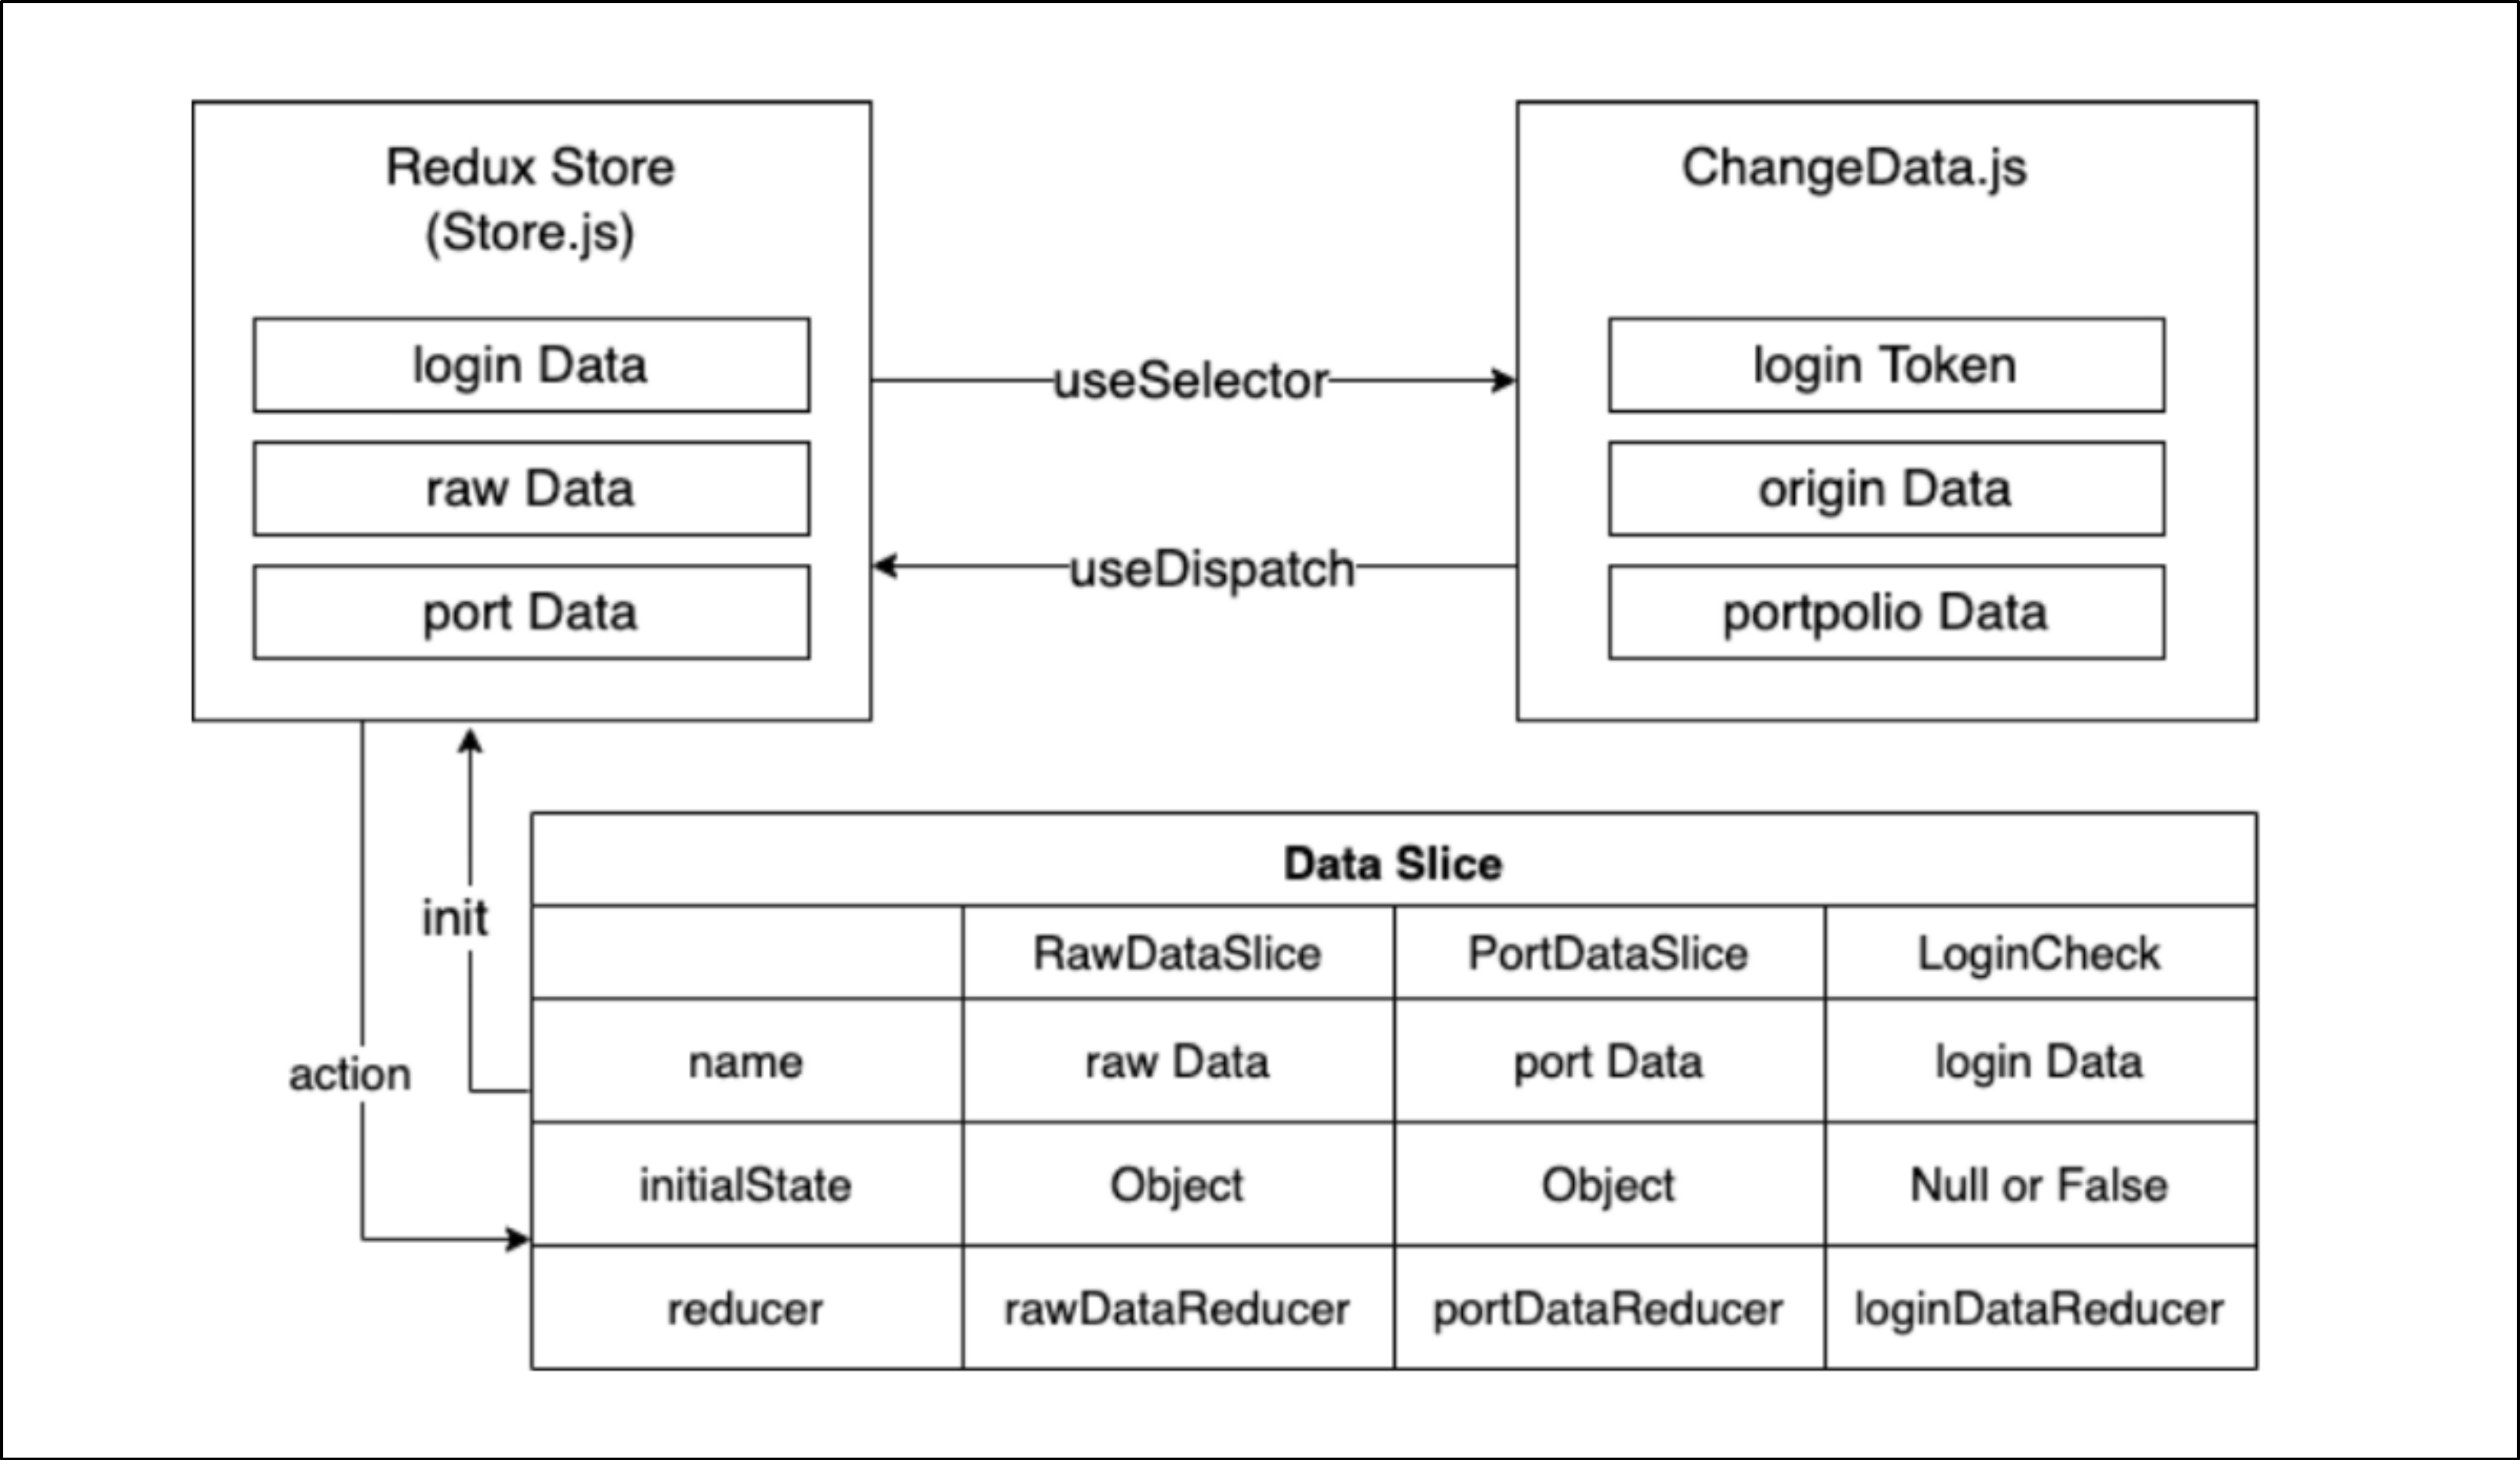 Redux Store
(Store.js)
login Data
raw Data
port Data
useSelector
useDispatch
ChangeData.js
login Token
origin Data
portpolio Data
init
action
Data Slice
RawDataSlice PortDataSlice LoginCheck
name raw Data port Data login Data
initialState Object Object Null or False
reducer rawDataReducer portDataReducer loginDataReducer